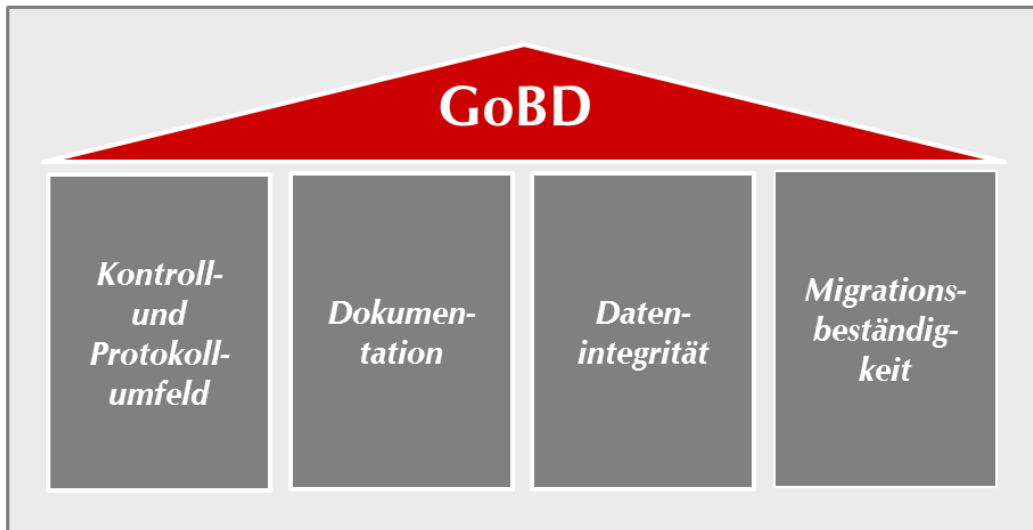 GoBD
Kontroll-
und
Protokoll-
umfeld
Dokumen-
tation
Daten-
integrität
Migrations-
beständig-
keit